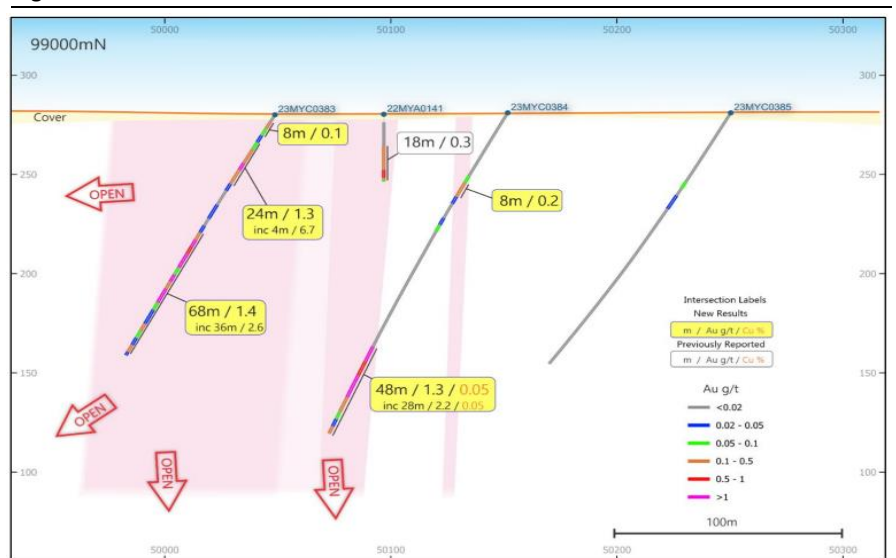 50000 50100 50200 50300
99000mN
300 300
23MYC0383 22MYA0141 23MYC0384 23MYC0385
Cover
8m / 0.1
18m / 0.3
250 250
OPEN
8m / 0.2
24m / 1.3
inc 4m / 6.7
200 200
68m / 1.4
inc 36m / 2.6
Intersection Labels
New Results
m / Au g/t / Cu %
Previously Reported
m / Au g/t / Cu %
150 150
48m / 1.3 / 0.05
inc 28m / 2.2 / 0.05
Au g/t
<0.02
0.02 - 0.05
0.05 - 0.1
0.1 - 0.5
0.5 - 1
>1
OPEN
OPEN
OPEN
100 100
100m
50000 50100 50200 50300